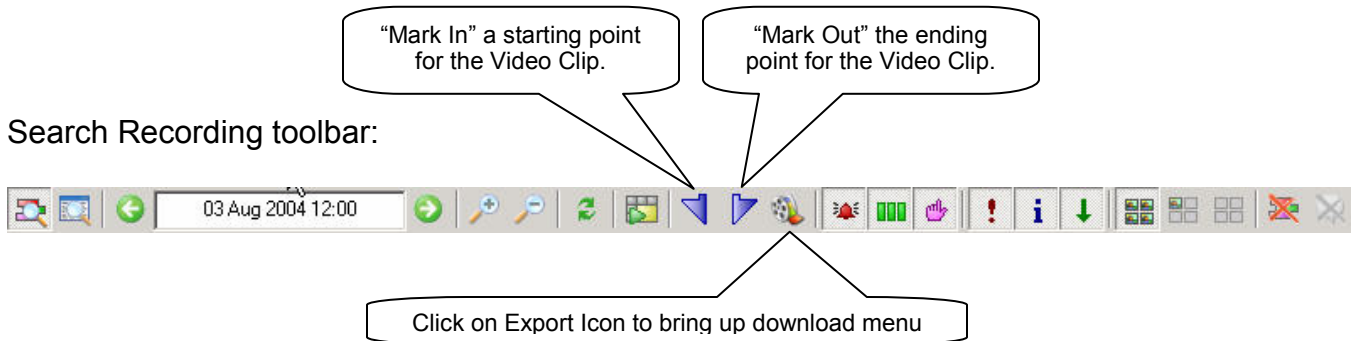 “Mark In” a starting point
for the Video Clip.
“Mark Out” the ending
point for the Video Clip.
Search Recording toolbar:
03 Aug 2004 12:00
Click on Export Icon to bring up download menu